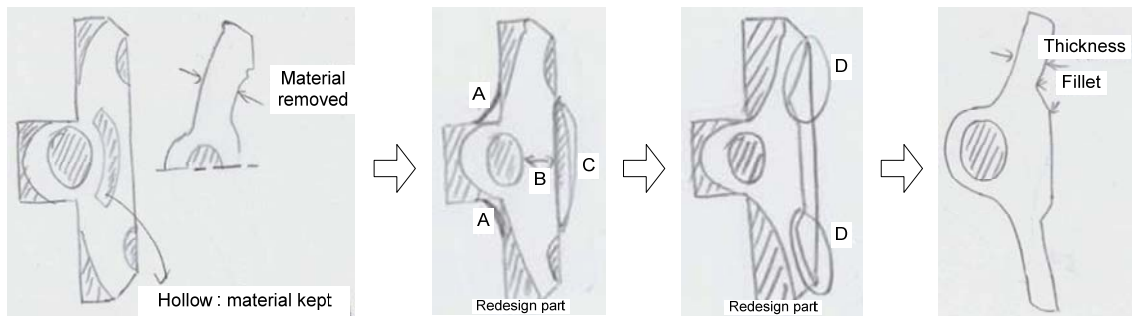 Material
removed
Hollow : material kept
A
B
C
A
Redesign part
D
D
Redesign part
Thickness
Fillet